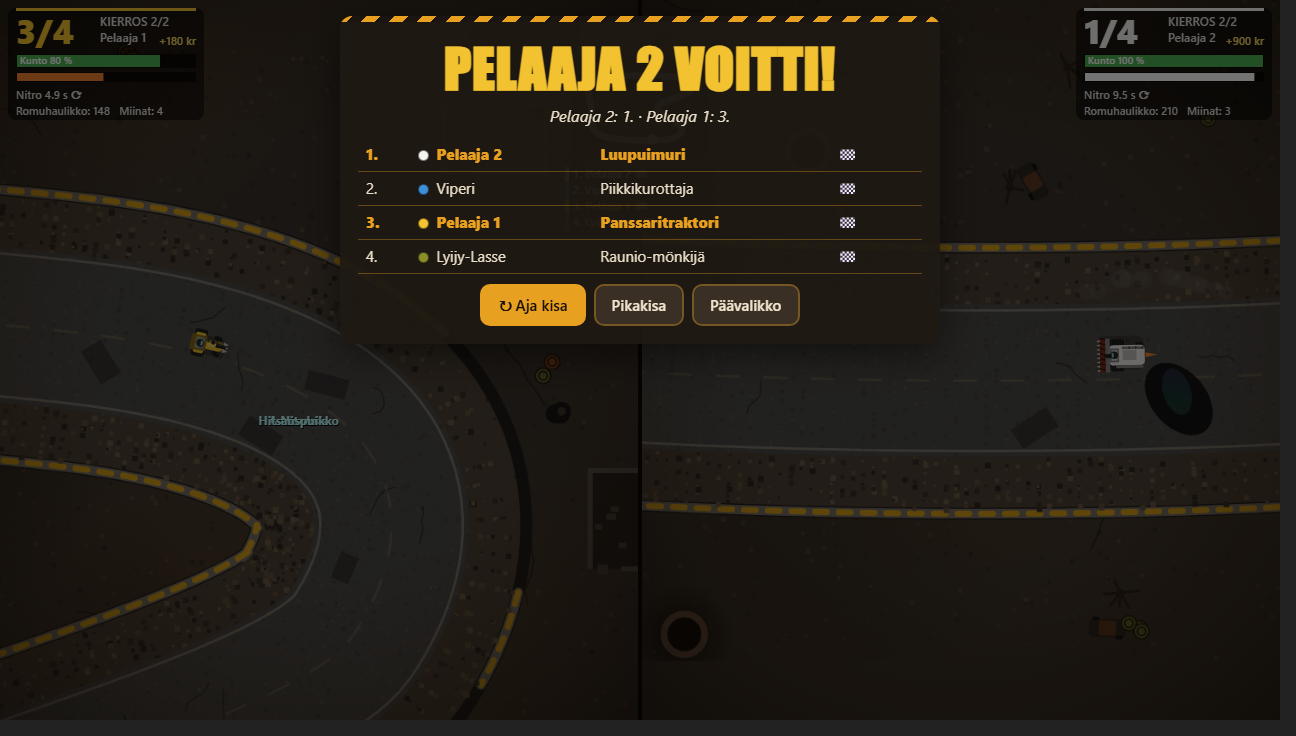 3/4
KIERROS 2/2
Pelaaja 1 +180 kr
Kunto 80 %
Nitro 4.9 s
Romuhaulikko: 148 Miinat: 4
PELAAJA 2 VOITTI!
Pelaaja 2: 1. · Pelaaja 1: 3.
1. Pelaaja 2 Luupuimuri
2. Viperi Piikkikurottaja
3. Pelaaja 1 Panssaritraktori
4. Lyijy-Lasse Raunio-mönkijä
↻ Aja kisa
Pikakisa
Päävalikko
1/4
KIERROS 2/2
Pelaaja 2 +900 kr
Kunto 100 %
Nitro 9.5 s
Romuhaulikko: 210 Miinat: 3